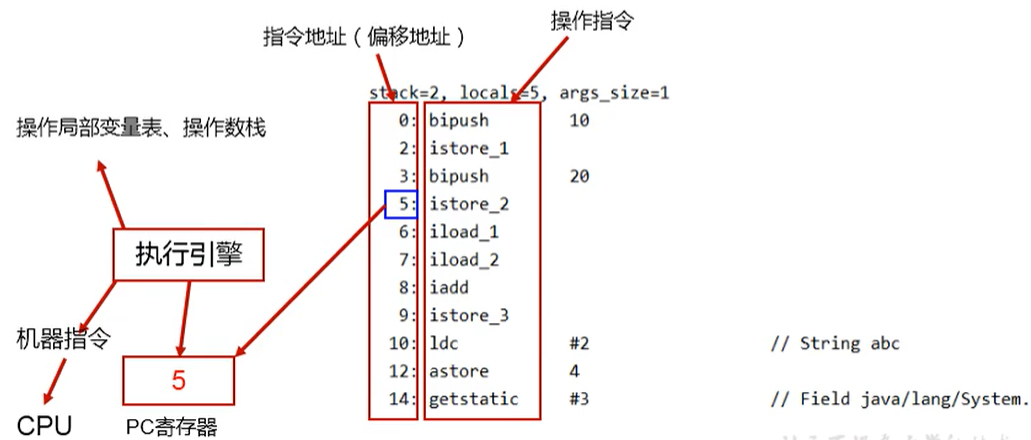 操作指令
指令地址（偏移地址）
stack=2, locals=5, args_size=1
0: bipush 10
操作局部变量表、操作数栈
2: istore_1
3: bipush 20
5: istore_2
6: iload_1
执行引擎
7: iload_2
8: iadd
9: istore_3
机器指令
10: ldc #2 // String abc
12: astore 4
5
14: getstatic #3 // Field java/lang/System.
CPU
PC寄存器